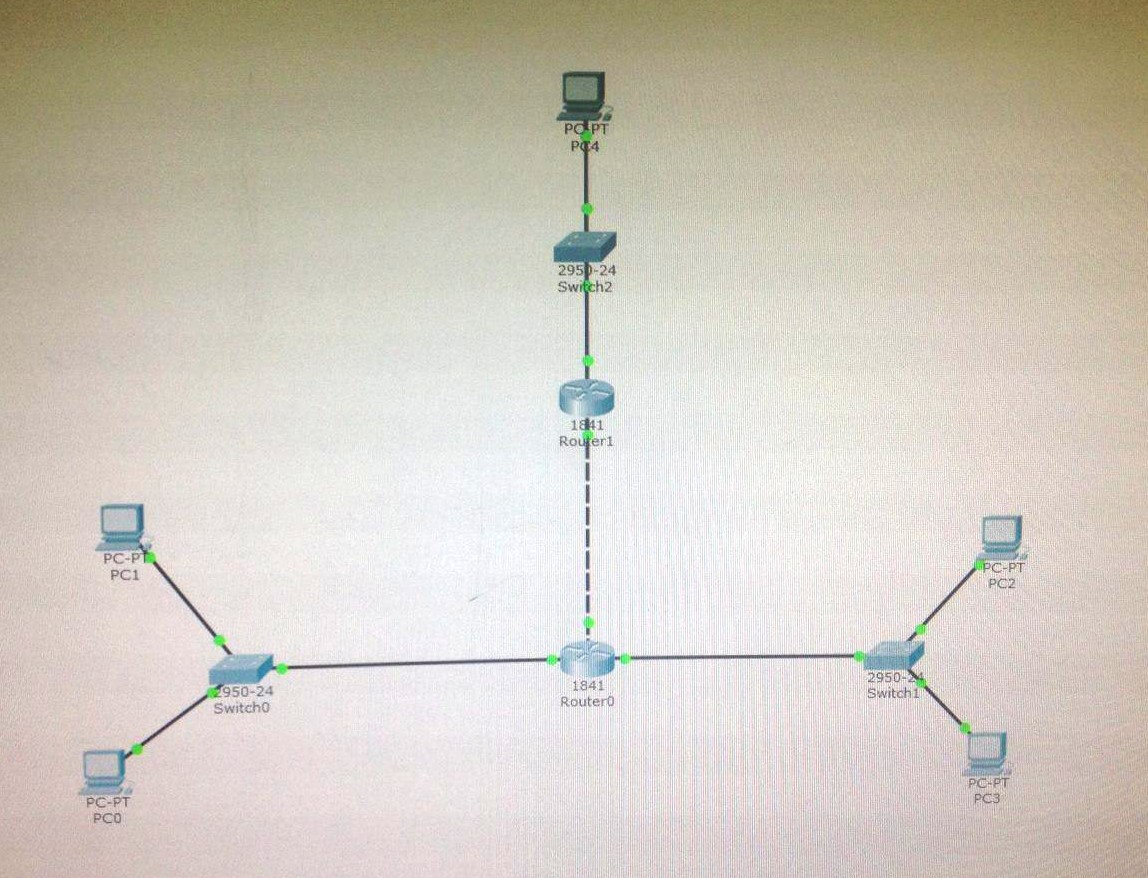 PC-PT
PC4
2950-24
Switch2
1841
Router1
PC-PT
PC1
PC-PT
PC2
2950-24
Switch0
1841
Router0
2950-24
Switch1
PC-PT
PC0
PC-PT
PC3